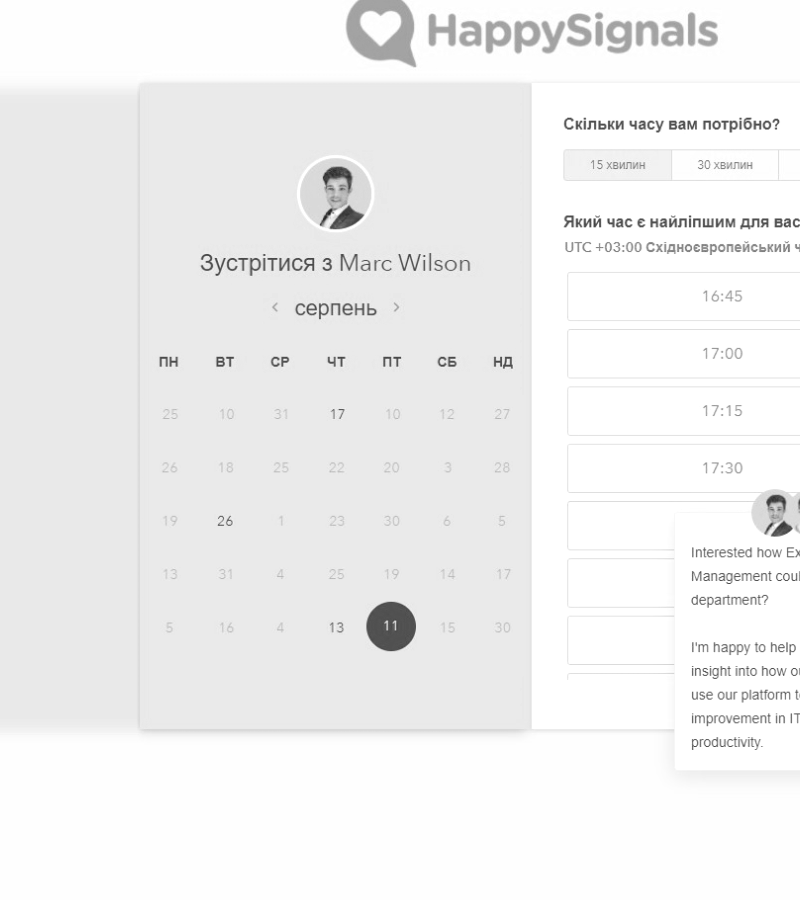 HappySignals
Зустрітися з Marc Wilson
серпень
ПН ВТ СР ЧТ ПТ СБ НД
25 10 31 17 10 12 27
26 18 25 22 20 3 28
19 26 1 23 30 6 5
13 31 4 25 19 14 17
5 16 4 13 11 15 30
Скільки часу вам потрібно?
15 хвилин 30 хвилин
Який час є найліпшим для вас
UTC +03:00 Східноєвропейський ч
16:45
17:00
17:15
17:30
Interested how Ex
Management coul
department?
I'm happy to help
insight into how ou
use our platform to
improvement in IT
productivity.